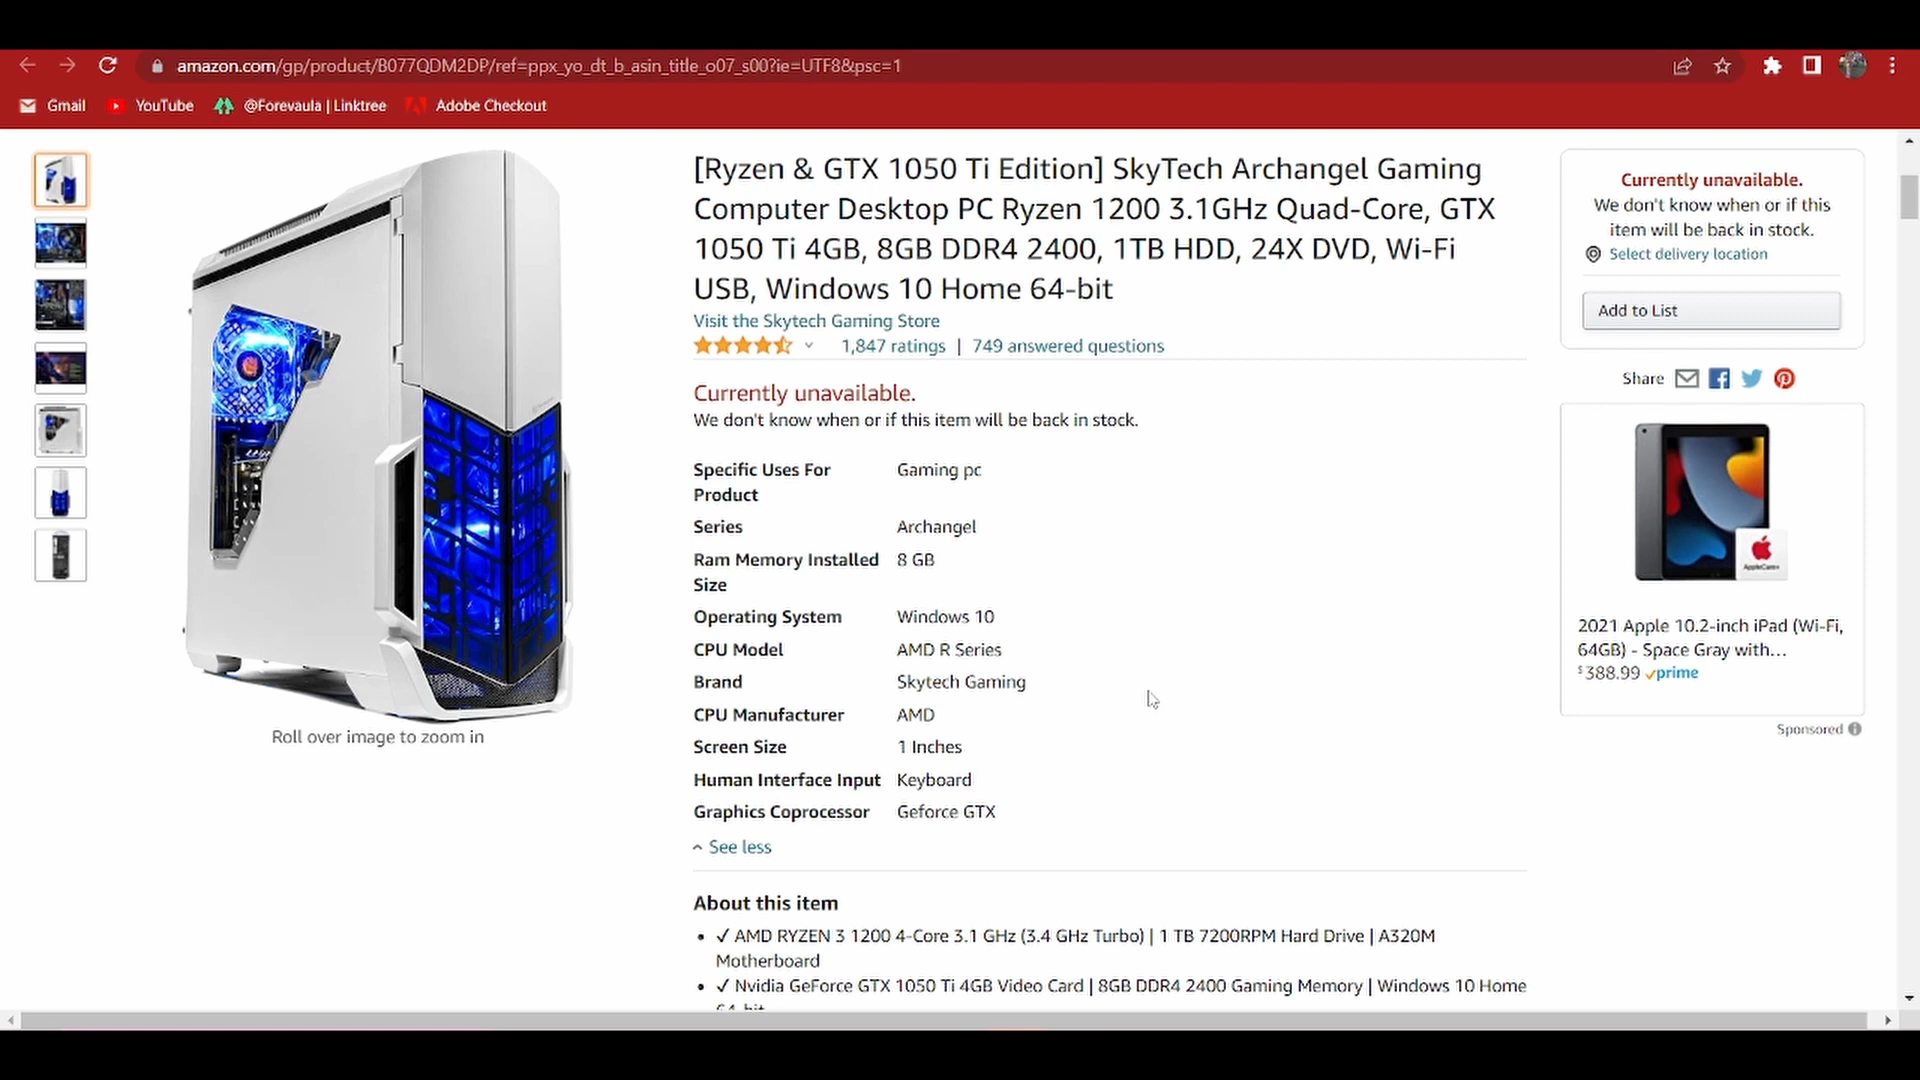 amazon.com/gp/product/B077QDM2DP/ref=ppx_yo_dt_b_asin_title_o07_s00?ie=UTF8&psc=1
Gmail YouTube @Forevaula | Linktree Adobe Checkout
[Ryzen & GTX 1050 Ti Edition] SkyTech Archangel Gaming
Computer Desktop PC Ryzen 1200 3.1GHz Quad-Core, GTX
1050 Ti 4GB, 8GB DDR4 2400, 1TB HDD, 24X DVD, Wi-Fi
USB, Windows 10 Home 64-bit
Visit the Skytech Gaming Store
1,847 ratings | 749 answered questions
Currently unavailable.
We don't know when or if this item will be back in stock.
Specific Uses For Product Gaming pc
Series Archangel
Ram Memory Installed Size 8 GB
Operating System Windows 10
CPU Model AMD R Series
Brand Skytech Gaming
CPU Manufacturer AMD
Screen Size 1 Inches
Human Interface Input Keyboard
Graphics Coprocessor Geforce GTX
See less
About this item
✓ AMD RYZEN 3 1200 4-Core 3.1 GHz (3.4 GHz Turbo) | 1 TB 7200RPM Hard Drive | A320M
Motherboard
✓ Nvidia GeForce GTX 1050 Ti 4GB Video Card | 8GB DDR4 2400 Gaming Memory | Windows 10 Home
64-bit
Roll over image to zoom in
Currently unavailable.
We don't know when or if this
item will be back in stock.
Select delivery location
Add to List
Share
AppleCare+
2021 Apple 10.2-inch iPad (Wi-Fi,
64GB) - Space Gray with...
$388.99 prime
Sponsored